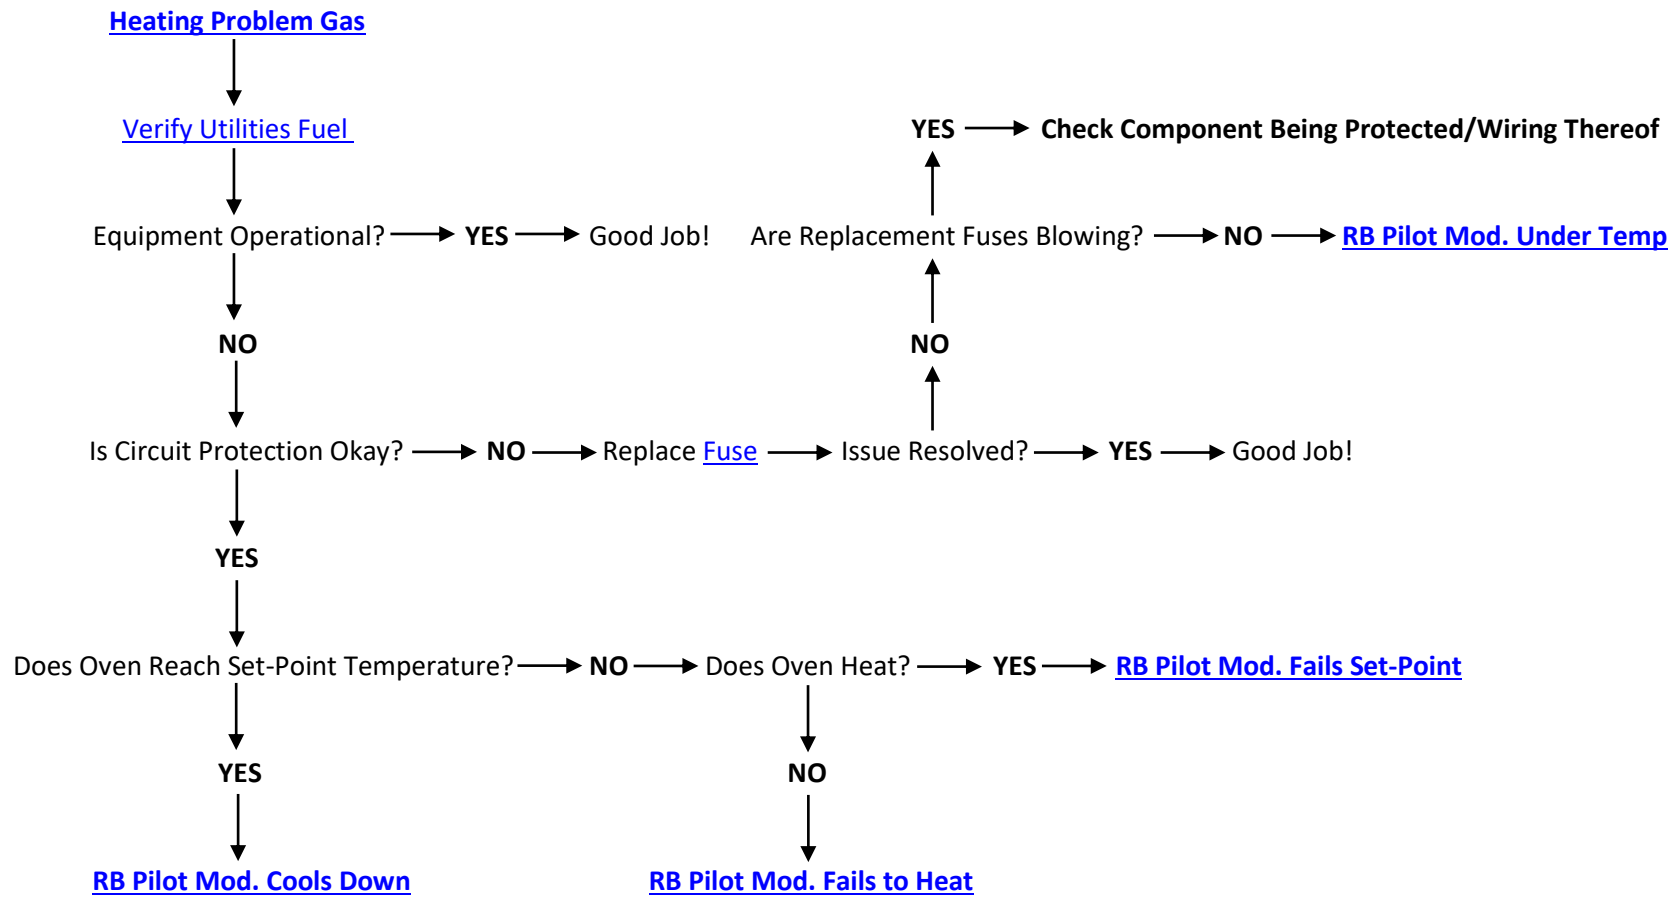 Heating Problem Gas
Verify Utilities Fuel
YES Check Component Being Protected/Wiring Thereof
Equipment Operational? YES Good Job! Are Replacement Fuses Blowing? NO RB Pilot Mod. Under Temp
NO NO
Is Circuit Protection Okay? NO Replace Fuse Issue Resolved? YES Good Job!
YES
Does Oven Reach Set-Point Temperature? NO Does Oven Heat? YES RB Pilot Mod. Fails Set-Point
YES NO
RB Pilot Mod. Cools Down RB Pilot Mod. Fails to Heat